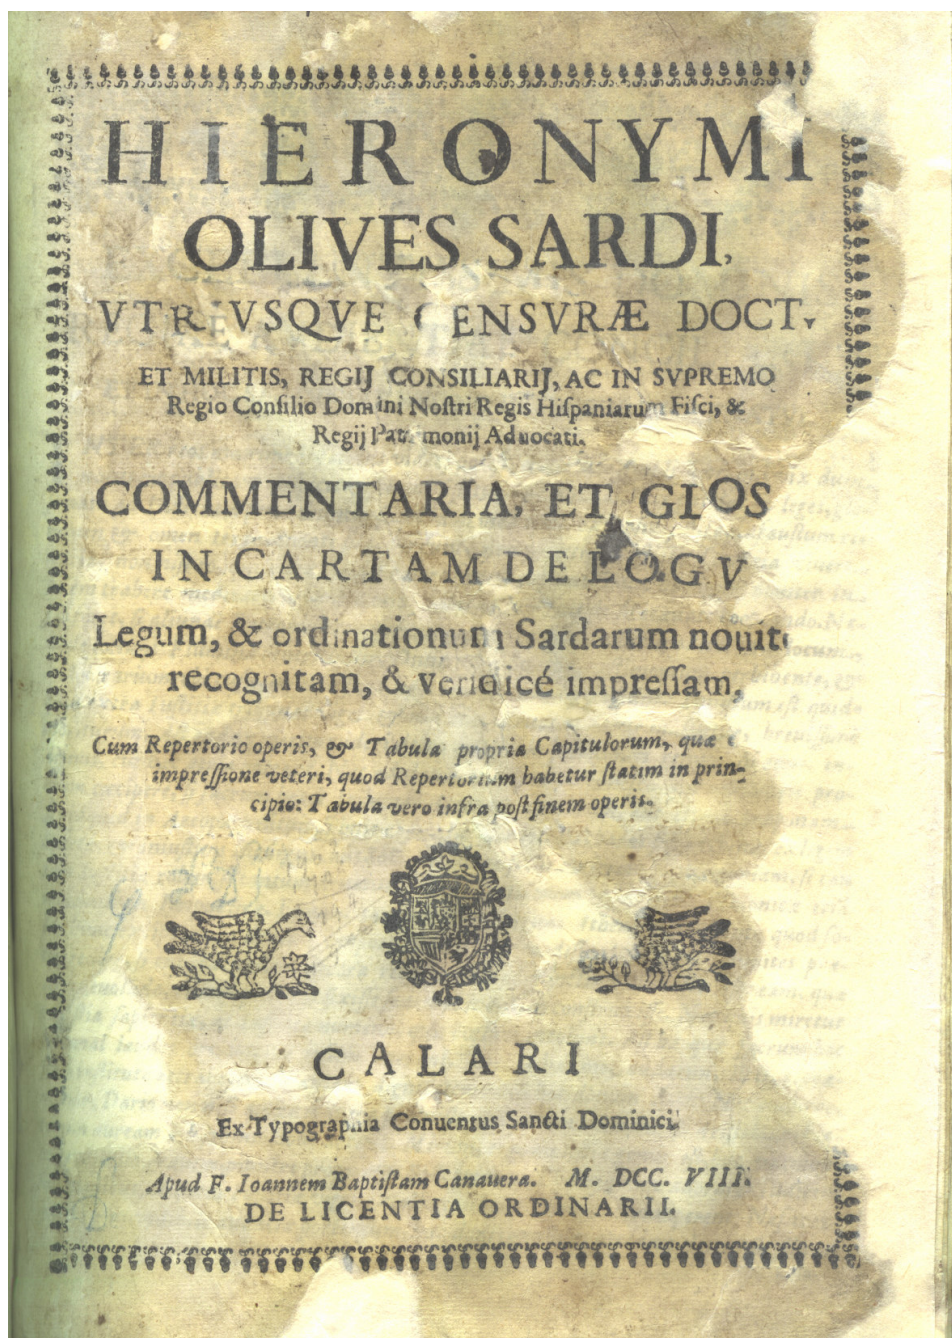 HIERONYMI
OLIVES SARDI,
VTRIVSQVE CENSVRÆ DOCT.
ET MILITIS, REGIJ CONSILIARIJ, AC IN SVPREMO
Regio Conſilio Domini Noſtri Regis Hiſpaniarum Fiſci, &
Regij Patrimonij Aduocati.
COMMENTARIA, ET GLOS
IN CARTAM DE LOGV
Legum, & ordinationum Sardarum nouit
recognitam, & veridicé impreſſam.
Cum Repertorio operis, & Tabula propria Capitulorum, quæ
impreſſione veteri, quod Repertorium habetur ſtatim in prin-
cipio: Tabula vero infra poſt finem operis.
CALARI
Ex Typographia Conuentus Sancti Dominici.
Apud F. Ioannem Baptiſtam Canauera. M. DCC. VIII.
DE LICENTIA ORDINARII.